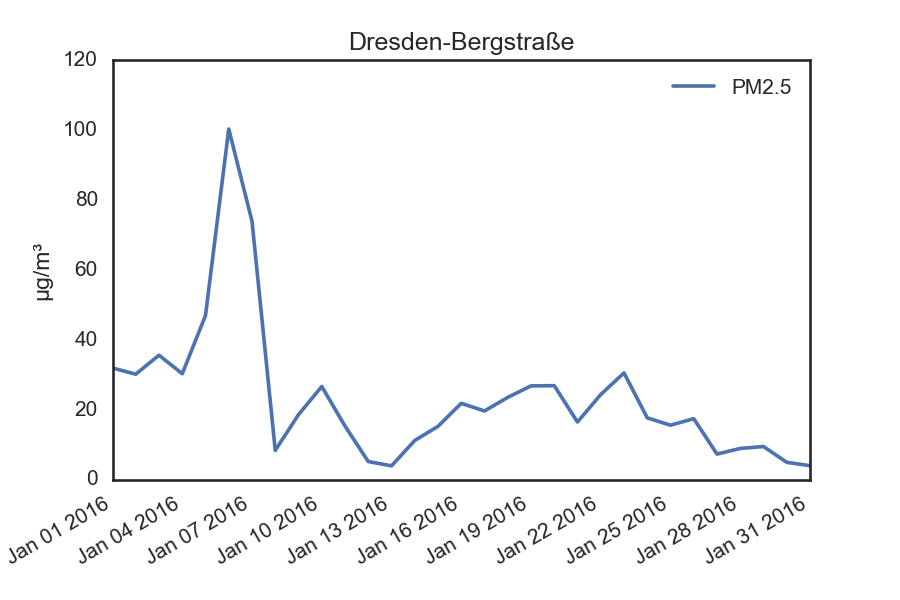 Dresden-Bergstraße
120
PM2.5
100
80
60
µg/m³
40
20
0
Jan 01 2016
Jan 04 2016
Jan 07 2016
Jan 10 2016
Jan 13 2016
Jan 16 2016
Jan 19 2016
Jan 22 2016
Jan 25 2016
Jan 28 2016
Jan 31 2016